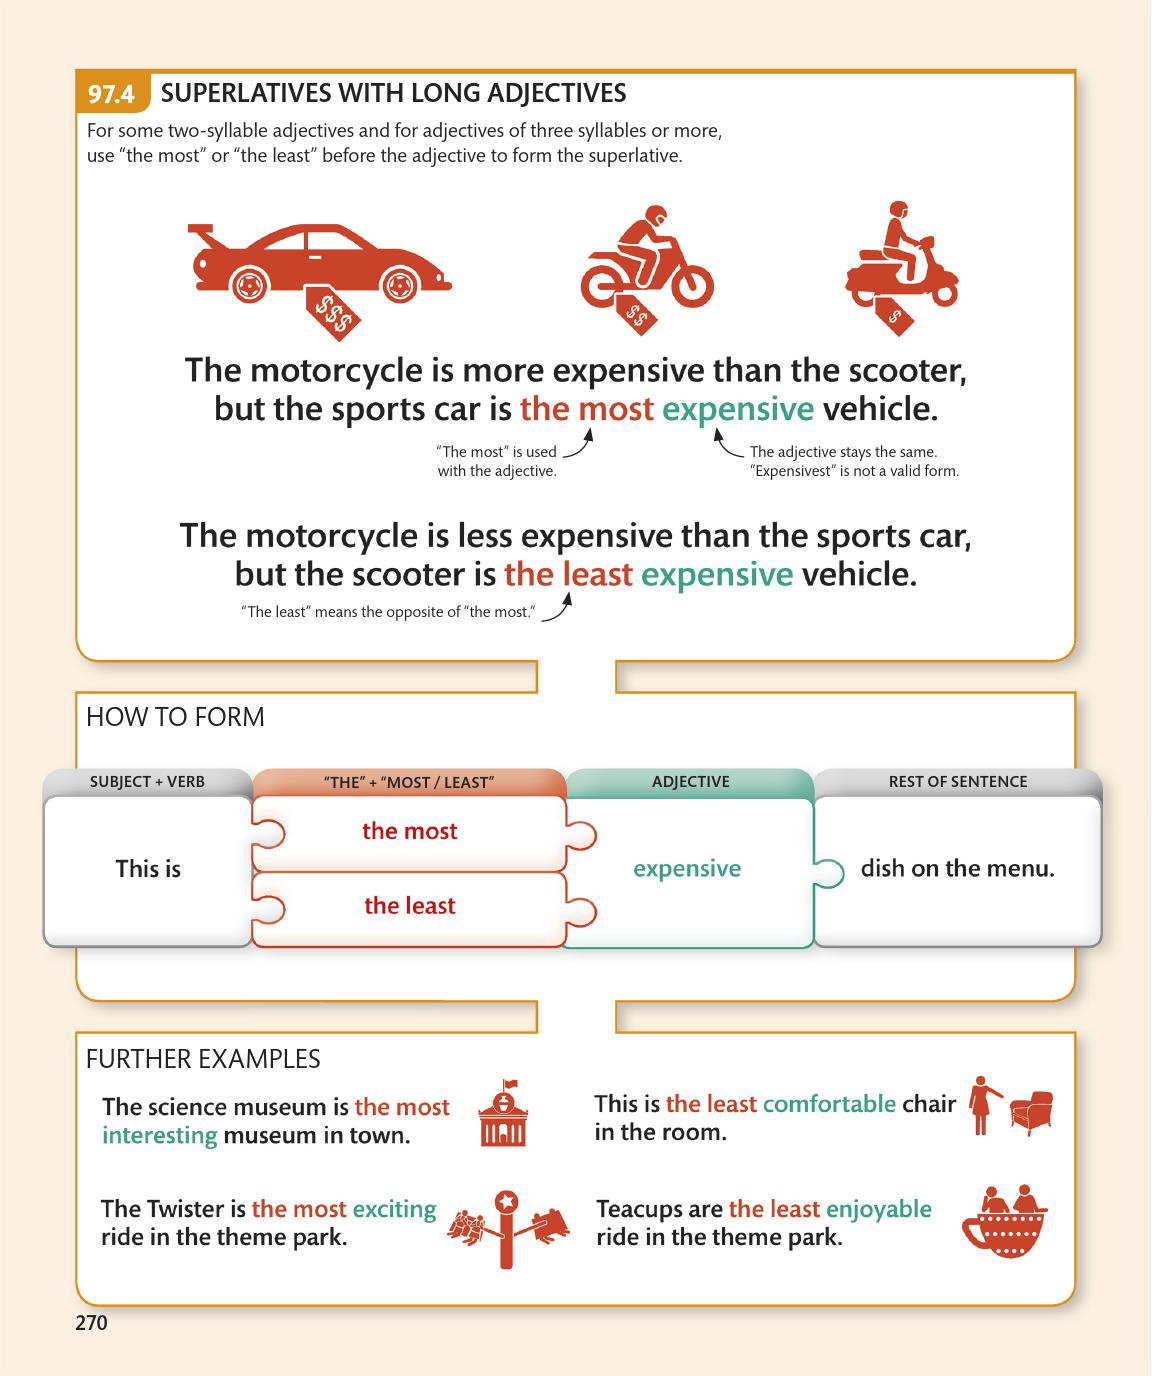 97.4 SUPERLATIVES WITH LONG ADJECTIVES
For some two-syllable adjectives and for adjectives of three syllables or more,
use “the most” or “the least” before the adjective to form the superlative.
$$$
$$
$
The motorcycle is more expensive than the scooter,
but the sports car is the most expensive vehicle.
“The most” is used
with the adjective.
The adjective stays the same.
“Expensivest” is not a valid form.
The motorcycle is less expensive than the sports car,
but the scooter is the least expensive vehicle.
“The least” means the opposite of “the most.”
HOW TO FORM
SUBJECT + VERB
“THE” + “MOST / LEAST”
ADJECTIVE
REST OF SENTENCE
This is
the most
the least
expensive
dish on the menu.
FURTHER EXAMPLES
The science museum is the most
interesting museum in town.
This is the least comfortable chair
in the room.
The Twister is the most exciting
ride in the theme park.
Teacups are the least enjoyable
ride in the theme park.
270